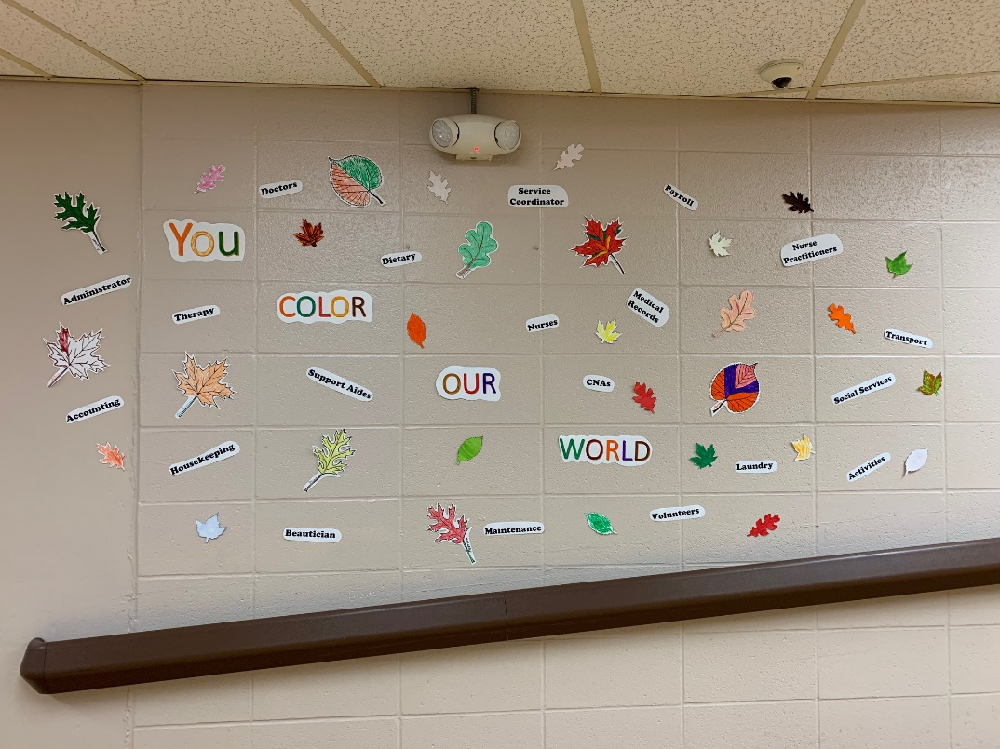 Doctors
Service
Coordinator
Payroll
You
Dietary
Nurse
Practitioners
Administrator
Therapy
COLOR
Nurses
Medical
Records
Transport
Accounting
Support Aides
OUR
CNAs
Social Services
Housekeeping
WORLD
Laundry
Activities
Beautician
Maintenance
Volunteers